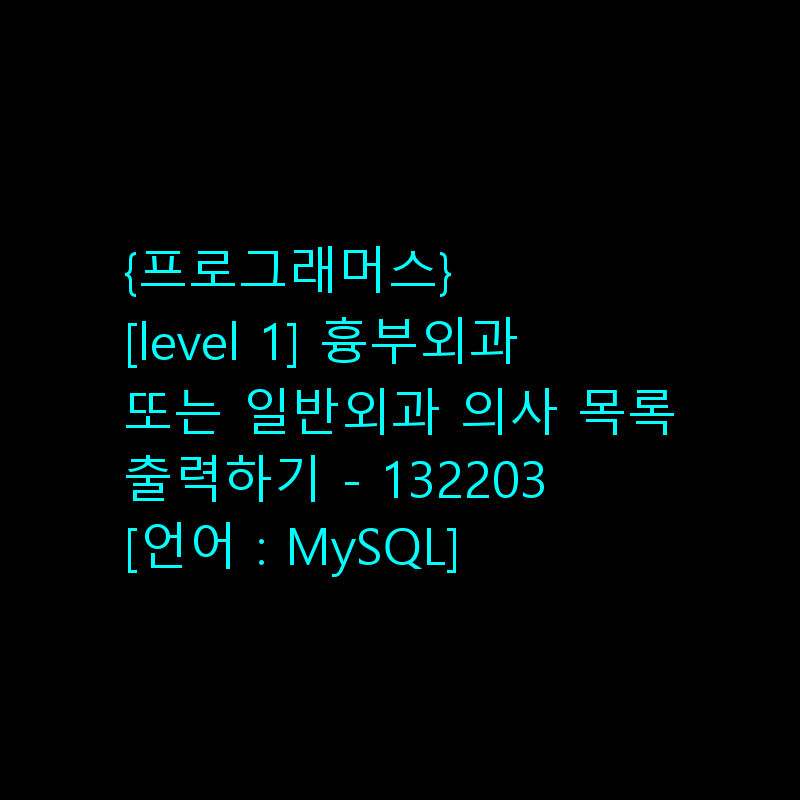 {프로그래머스}
[level 1] 흉부외과
또는 일반외과 의사 목록
출력하기 - 132203
[언어 : MySQL]